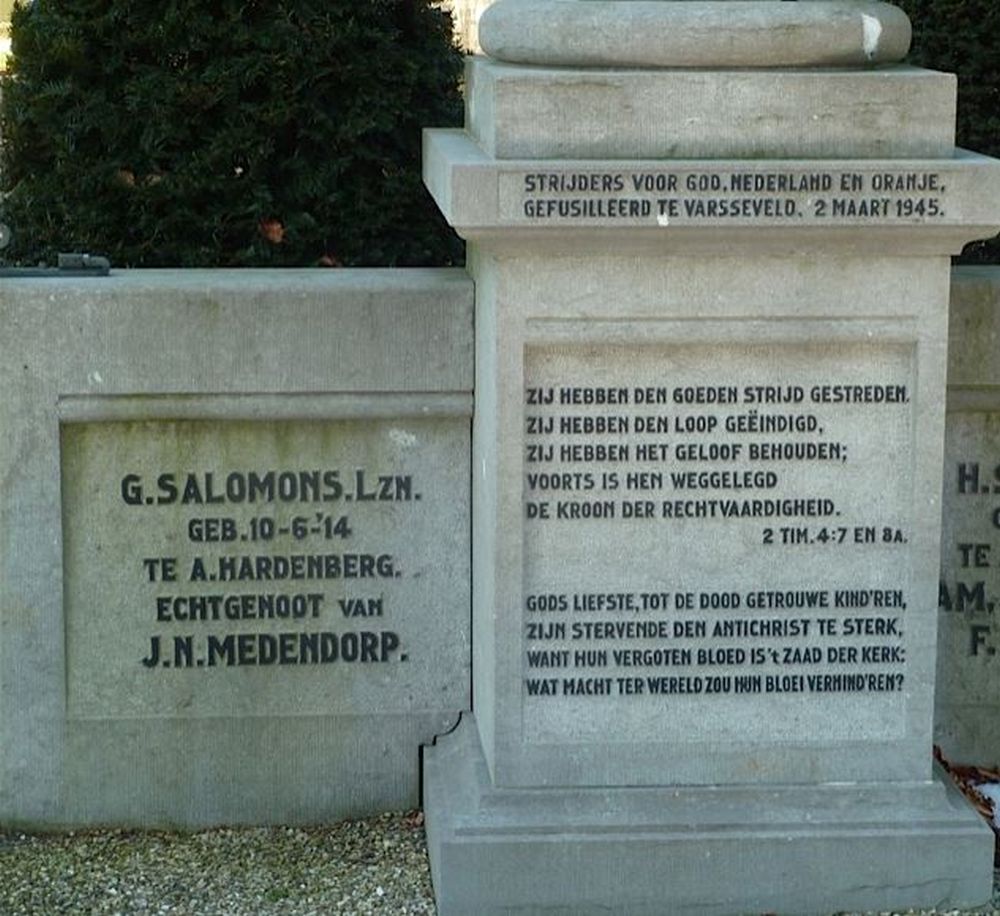 STRIJDERS VOOR GOD, NEDERLAND EN ORANJE,
GEFUSILLEERD TE VARSSEVELD, 2 MAART 1945.
G. SALOMONS. LZN.
GEB. 10-6-'14
TE A. HARDENBERG.
ECHTGENOOT VAN
J.N. MEDENDORP.
ZIJ HEBBEN DEN GOEDEN STRIJD GESTREDEN.
ZIJ HEBBEN DEN LOOP GEËINDIGD,
ZIJ HEBBEN HET GELOOF BEHOUDEN;
VOORTS IS HEN WEGGELEGD
DE KROON DER RECHTVAARDIGHEID.
2 TIM. 4:7 EN 8A.
GODS LIEFSTE, TOT DE DOOD GETROUWE KIND'REN,
ZIJN STERVENDE DEN ANTICHRIST TE STERK,
WANT HUN VERGOTEN BLOED IS 't ZAAD DER KERK:
WAT MACHT TER WERELD ZOU HUN BLOEI VERHIND'REN?
H.
TE
AM,
F.